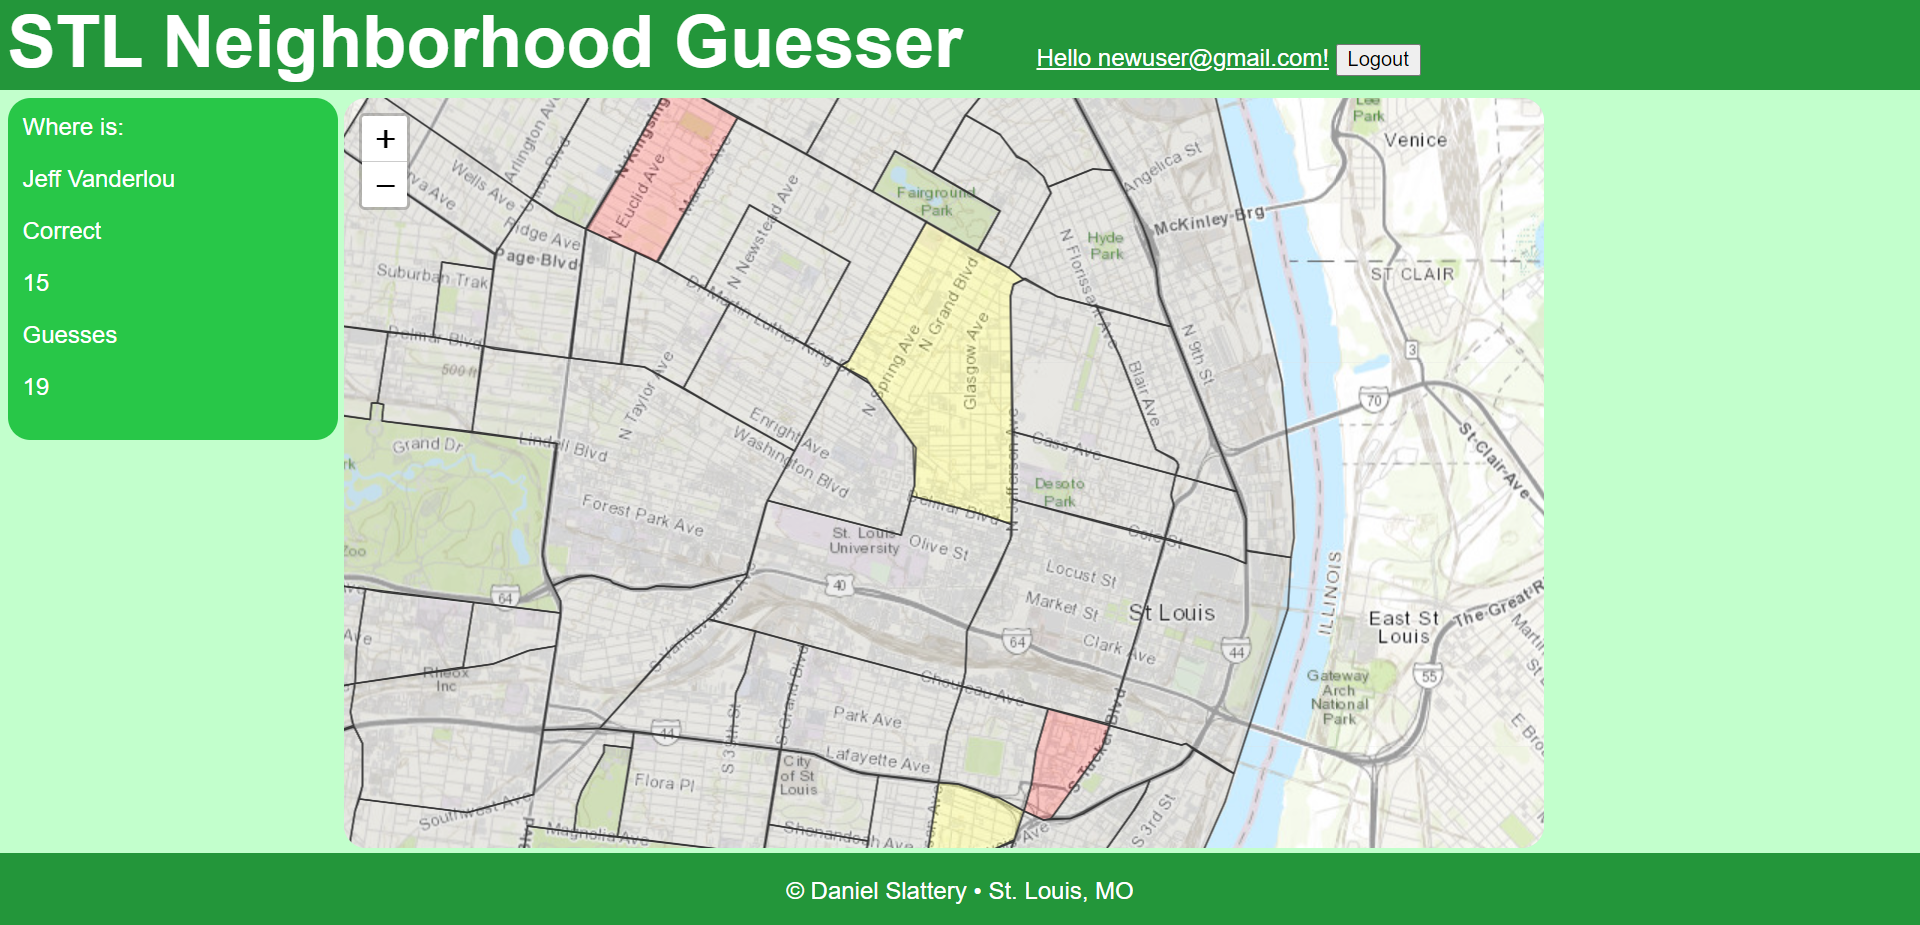 STL Neighborhood Guesser
Hello newuser@gmail.com!
Logout
Where is:
Jeff Vanderlou
Correct
15
Guesses
19
+
−
N Euclid Ave
Wells Ave
Ridge Ave
Page Blvd
Suburban Trak
Delmar Blvd
500 ft
N Newstead Ave
Dr Martin Luther King Dr
Fairground
Park
Hyde
Park
N Florissant Ave
Angelica St
McKinley Brg
Lee
Park
Venice
ST CLAIR
3
70
St Clair Ave
N 9th St
Blair Ave
N Spring Ave
N Grand Blvd
Glasgow Ave
N Jefferson Ave
Cass Ave
Desoto
Park
Delmar Blvd
Cole St
N Taylor Ave
Enright Ave
Washington Blvd
Lindell Blvd
Grand Dr
Forest Park Ave
St. Louis
University
Olive St
Locust St
Market St
Clark Ave
St Louis
Zoo
64
40
64
44
ILLINOIS
East St
Louis
55
Gateway
Arch
National
Park
Rheox
Inc
S Vandeventer Ave
Chouteau Ave
Park Ave
Lafayette Ave
S 39th St
S Grand Blvd
S Tucker Blvd
44
City
of St
Louis
Flora Pl
Southwest Ave
Magnolia Ave
Shenandoah Ave
S 3rd St
© Daniel Slattery • St. Louis, MO